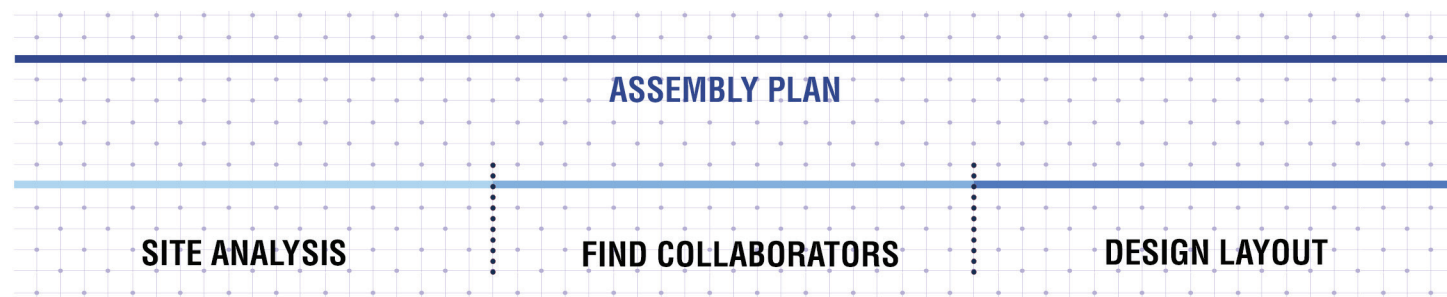 ASSEMBLY PLAN
SITE ANALYSIS
FIND COLLABORATORS
DESIGN LAYOUT